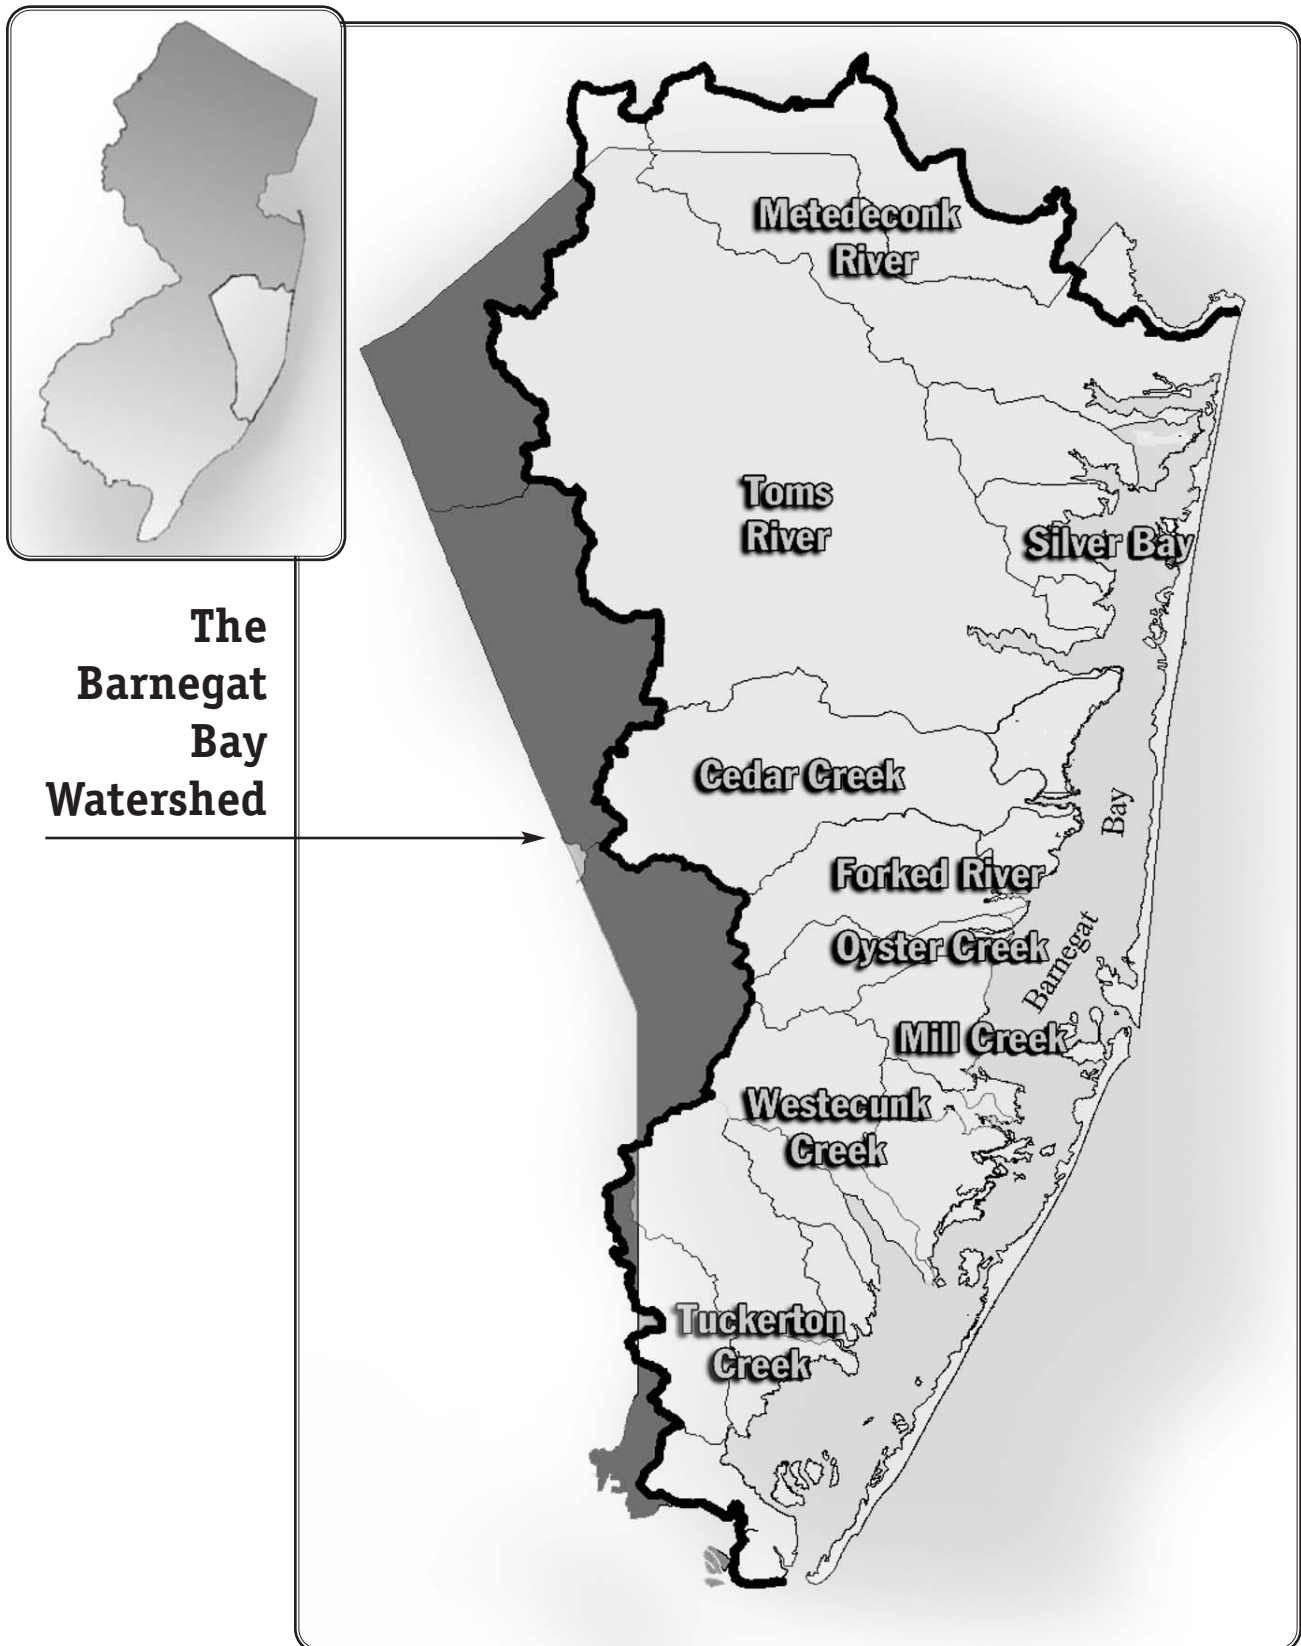 The
Barnegat
Bay
Watershed
Metedeconk
River
Toms
River
Silver Bay
Cedar Creek
Forked River
Oyster Creek
Mill Creek
Westecunk
Creek
Tuckerton
Creek
Barnegat Bay